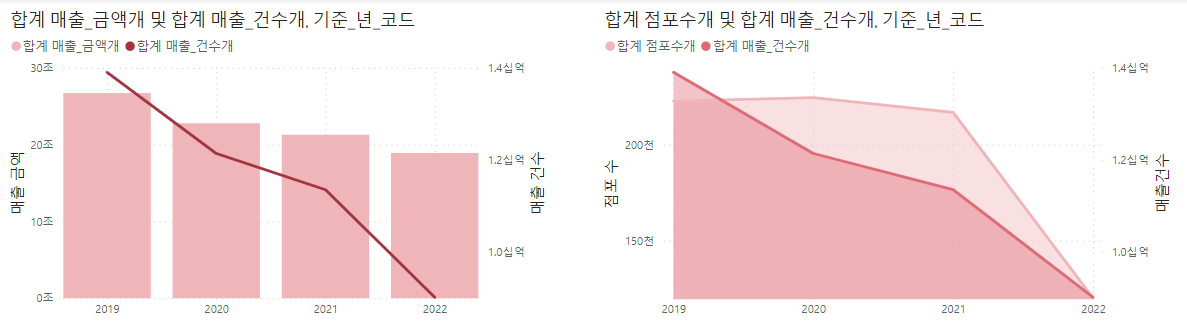 합계 매출_금액개 및 합계 매출_건수개, 기준_년_코드
합계 매출_금액개 합계 매출_건수개
30조
20조
10조
0조
매출 금액
1.4십억
1.2십억
1.0십억
매출 건수
2019 2020 2021 2022
합계 점포수개 및 합계 매출_건수개, 기준_년_코드
합계 점포수개 합계 매출_건수개
200천
150천
점포 수
1.4십억
1.2십억
1.0십억
매출건수
2019 2020 2021 2022